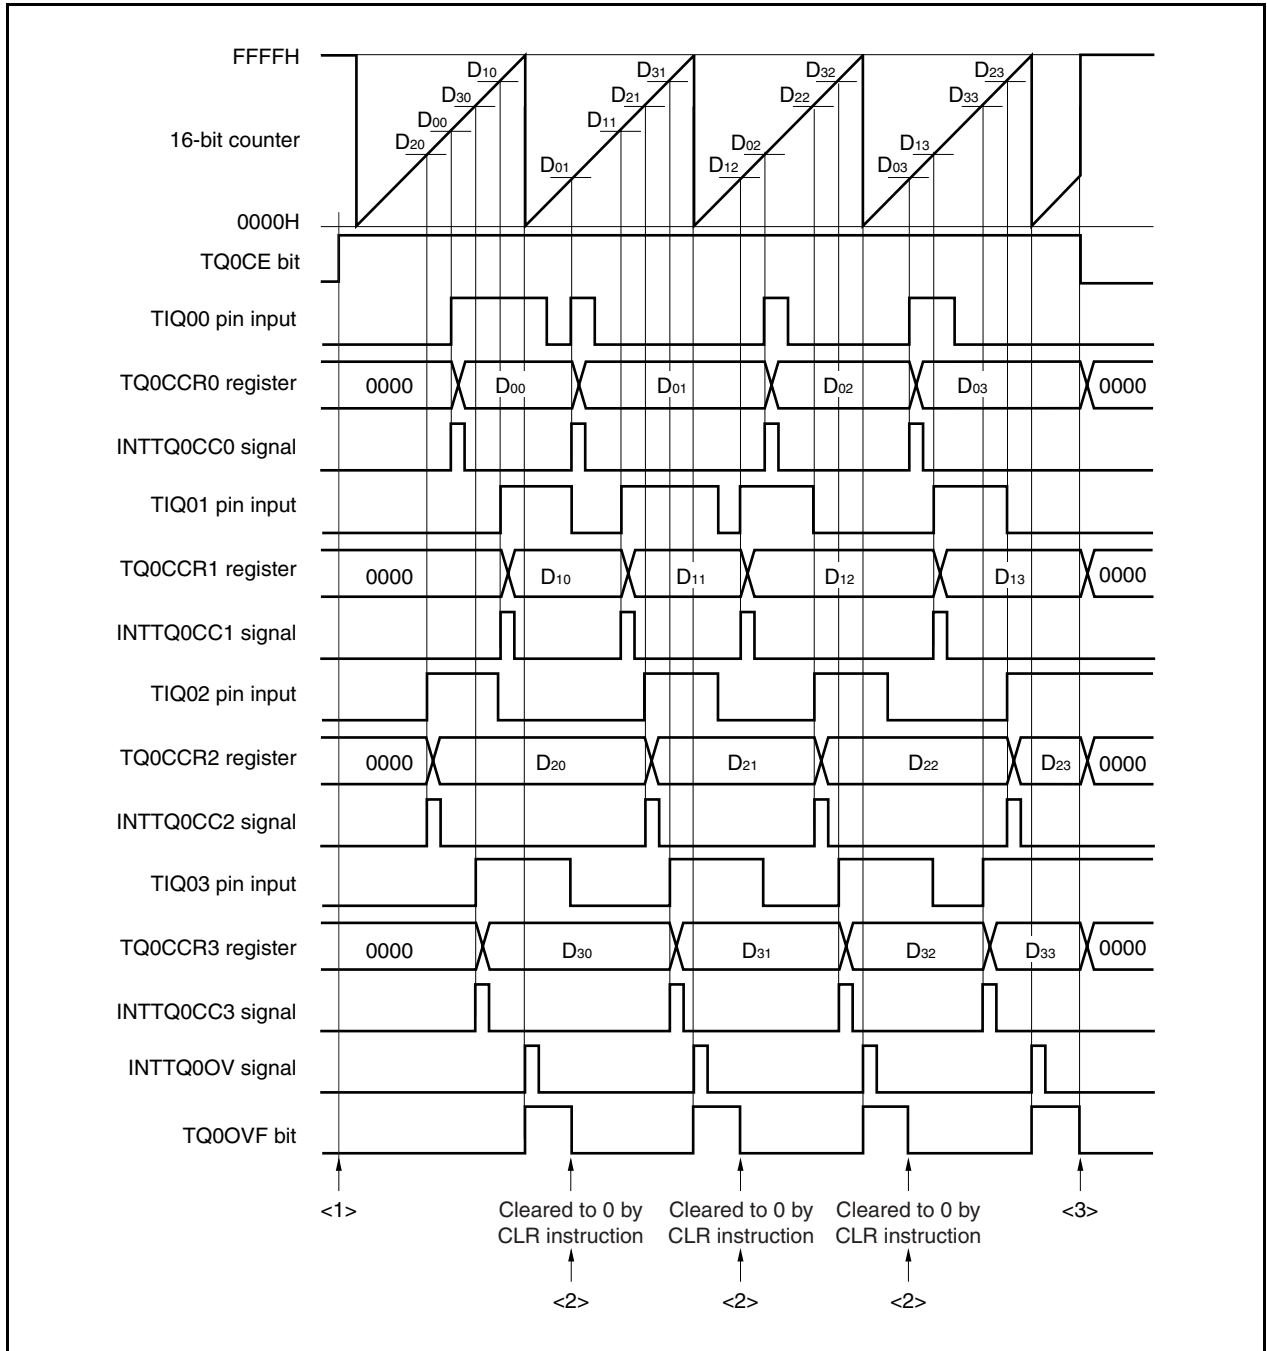 FFFFH
D10
D31
D32
D23
D30
D21
D22
D33
D00
D11
16-bit counter
D20
D02
D13
D01
D12
D03
0000H
TQ0CE bit
TIQ00 pin input
TQ0CCR0 register
0000
D00
D01
D02
D03
0000
INTTQ0CC0 signal
TIQ01 pin input
TQ0CCR1 register
0000
D10
D11
D12
D13
0000
INTTQ0CC1 signal
TIQ02 pin input
TQ0CCR2 register
0000
D20
D21
D22
D23
0000
INTTQ0CC2 signal
TIQ03 pin input
TQ0CCR3 register
0000
D30
D31
D32
D33
0000
INTTQ0CC3 signal
INTTQ0OV signal
TQ0OVF bit
<1>
Cleared to 0 by
CLR instruction
Cleared to 0 by
CLR instruction
Cleared to 0 by
CLR instruction
<3>
<2>
<2>
<2>